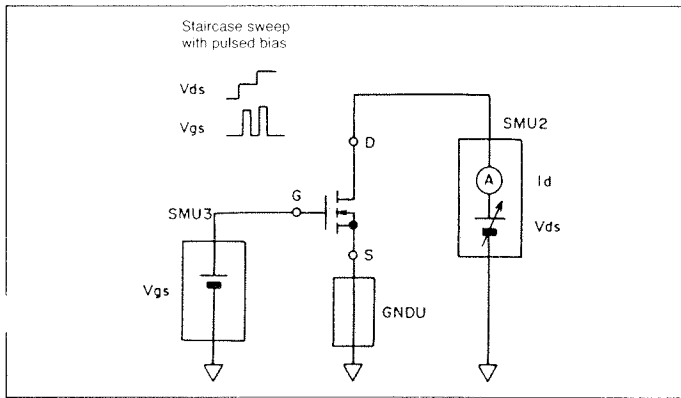 Staircase sweep
with pulsed bias
Vds
Vgs
SMU2
D
A
Id
G
SMU3
Vds
S
Vgs
GNDU